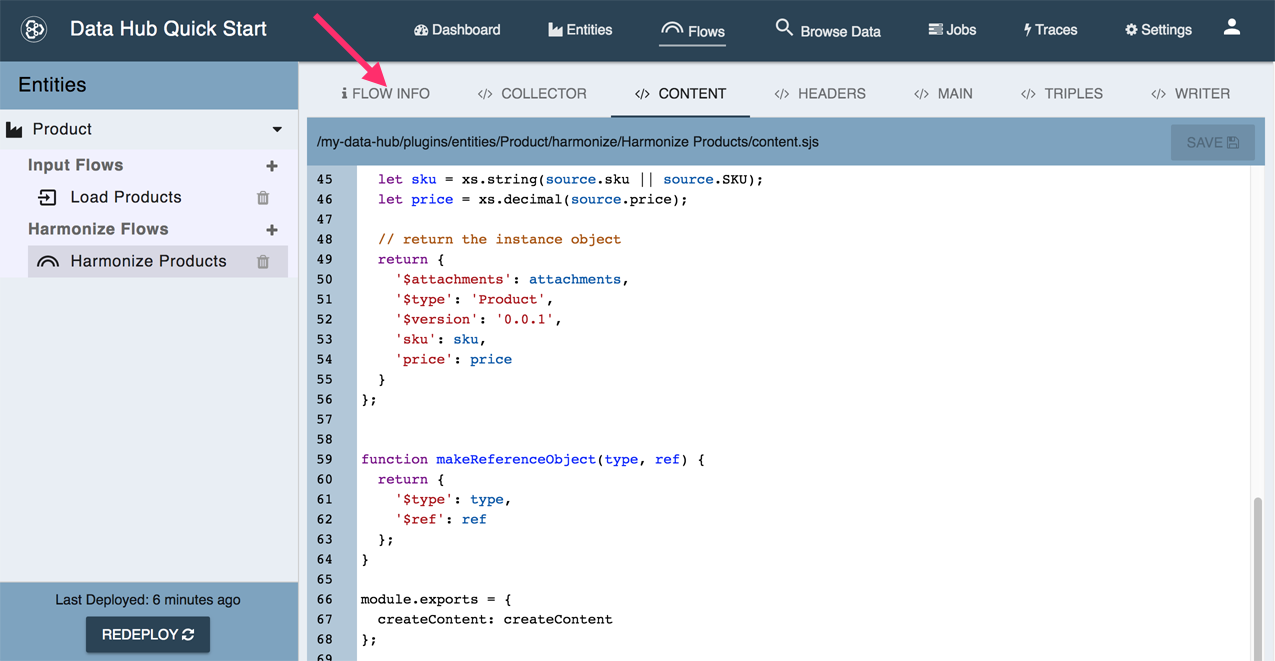 Data Hub Quick Start
Dashboard
Entities
Flows
Browse Data
Jobs
Traces
Settings
Entities
Product
Input Flows +
Load Products
Harmonize Flows +
Harmonize Products
Last Deployed: 6 minutes ago
REDEPLOY
FLOW INFO
</> COLLECTOR
</> CONTENT
</> HEADERS
</> MAIN
</> TRIPLES
</> WRITER
/my-data-hub/plugins/entities/Product/harmonize/Harmonize Products/content.sjs
SAVE
45 let sku = xs.string(source.sku || source.SKU);
46 let price = xs.decimal(source.price);
47
48 // return the instance object
49 return {
50 '$attachments': attachments,
51 '$type': 'Product',
52 '$version': '0.0.1',
53 'sku': sku,
54 'price': price
55 }
56 };
57
58
59 function makeReferenceObject(type, ref) {
60 return {
61 '$type': type,
62 '$ref': ref
63 };
64 }
65
66 module.exports = {
67 createContent: createContent
68 };
69